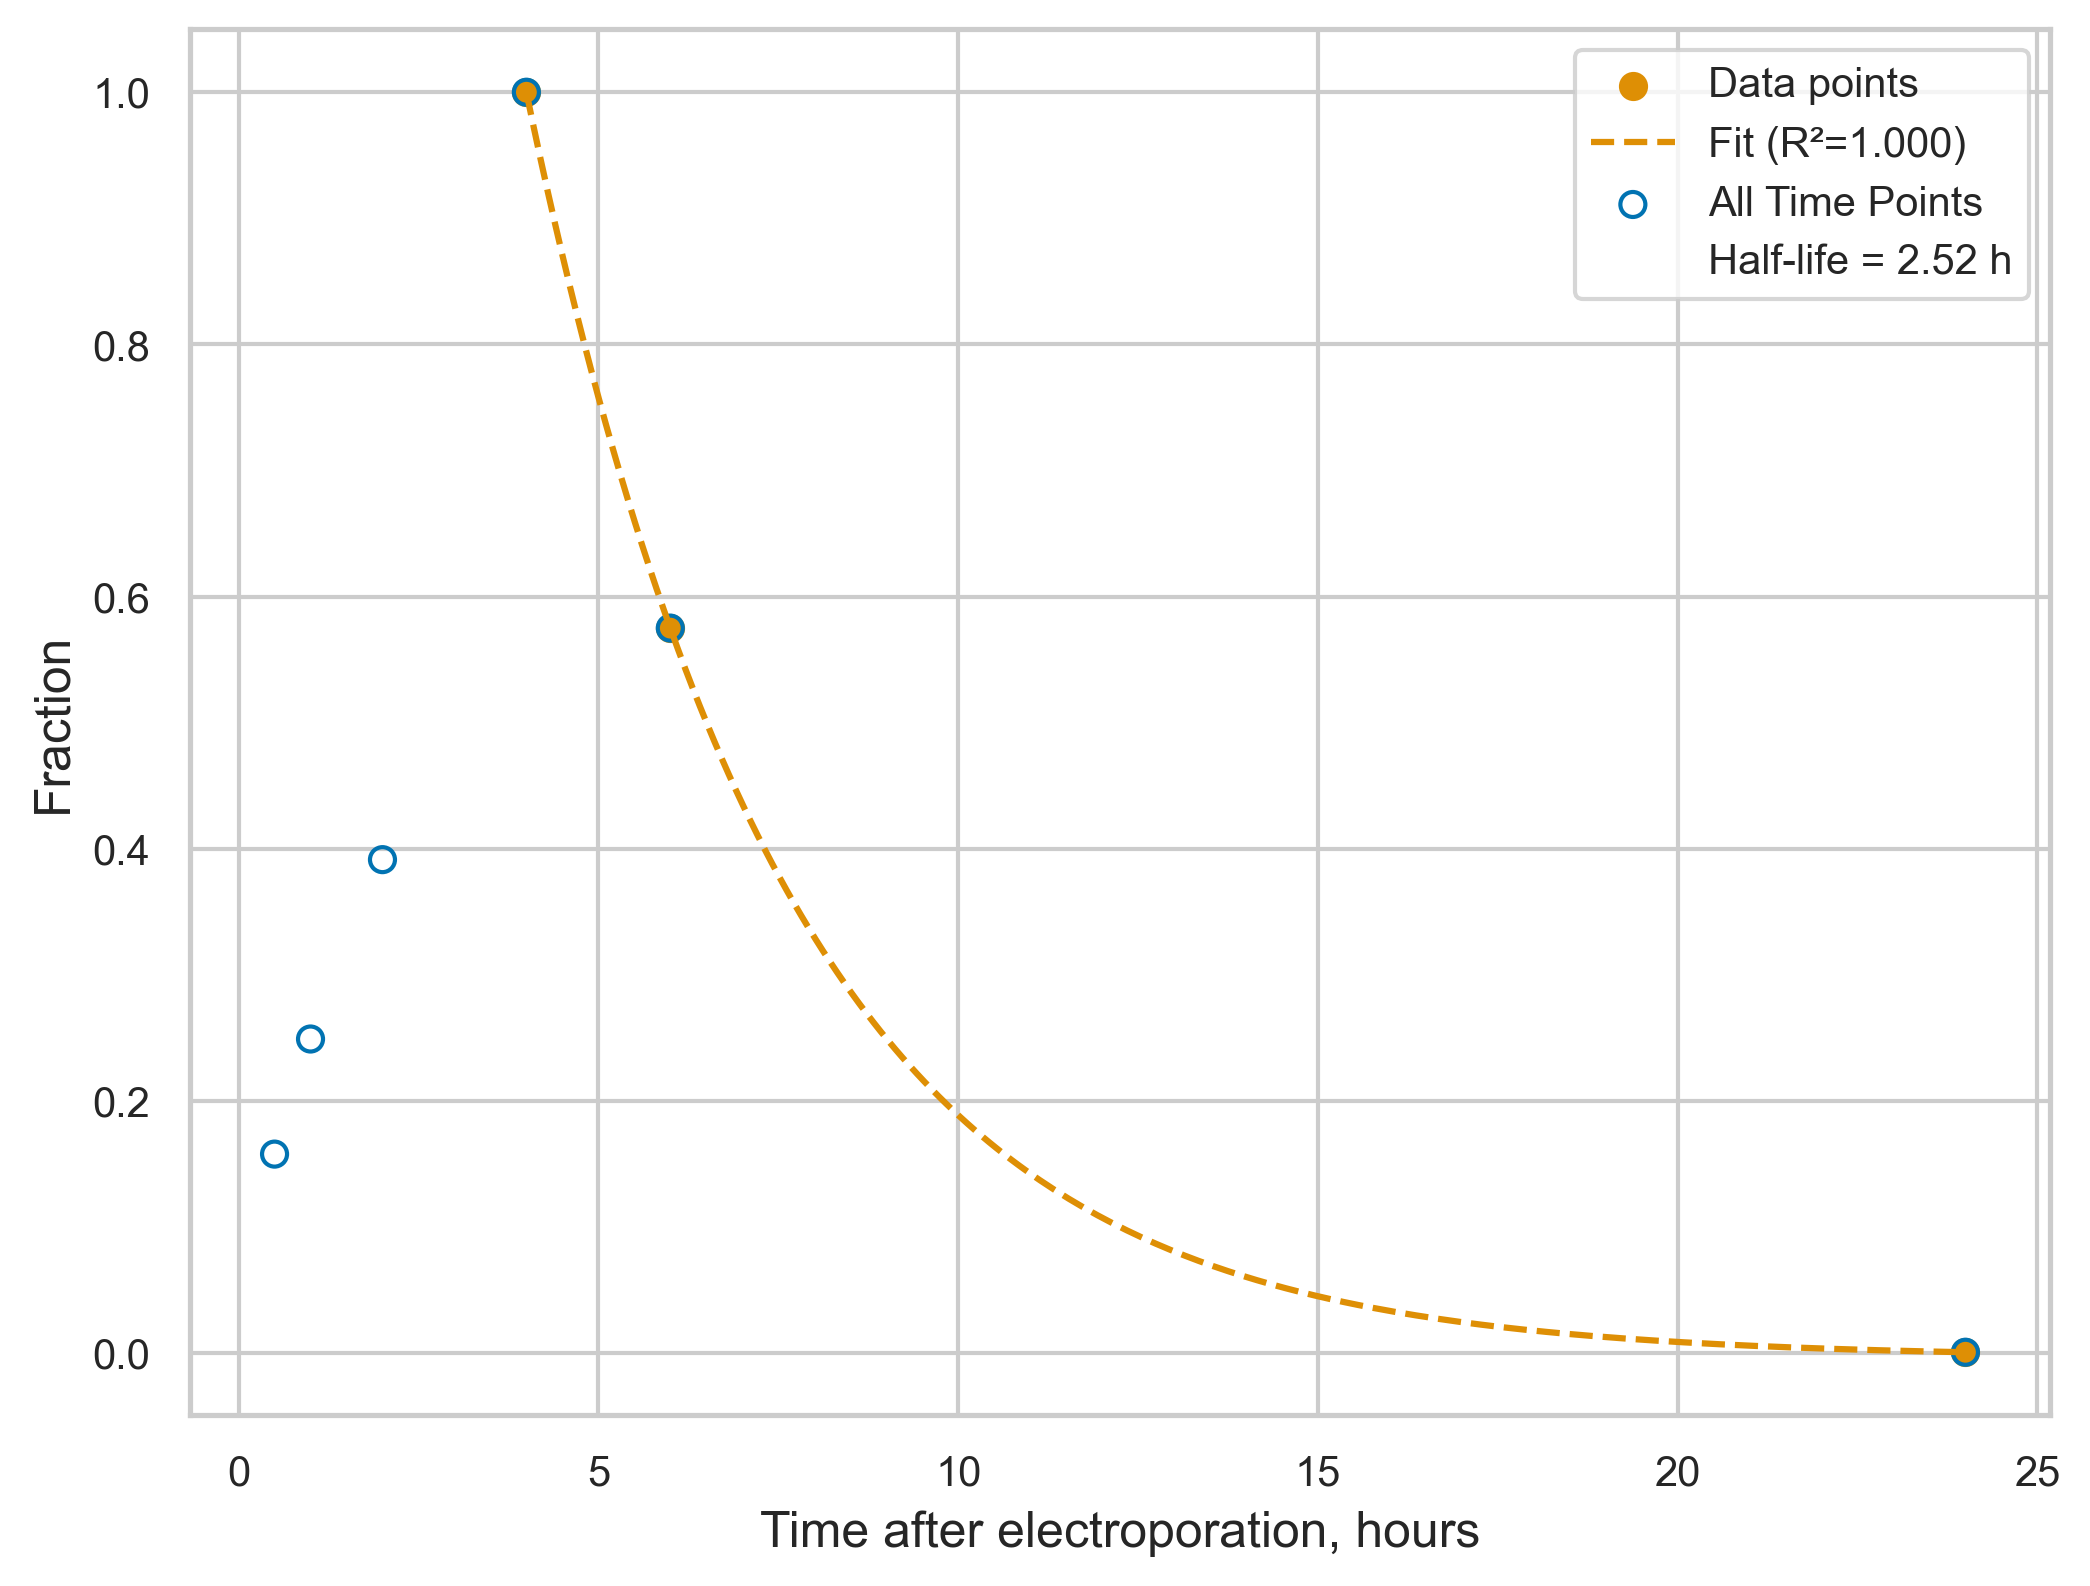 1.0
0.8
0.6
0.4
0.2
0.0
Fraction
0
5
10
15
20
25
Time after electroporation, hours
Data points
Fit (R²=1.000)
All Time Points
Half-life = 2.52 h